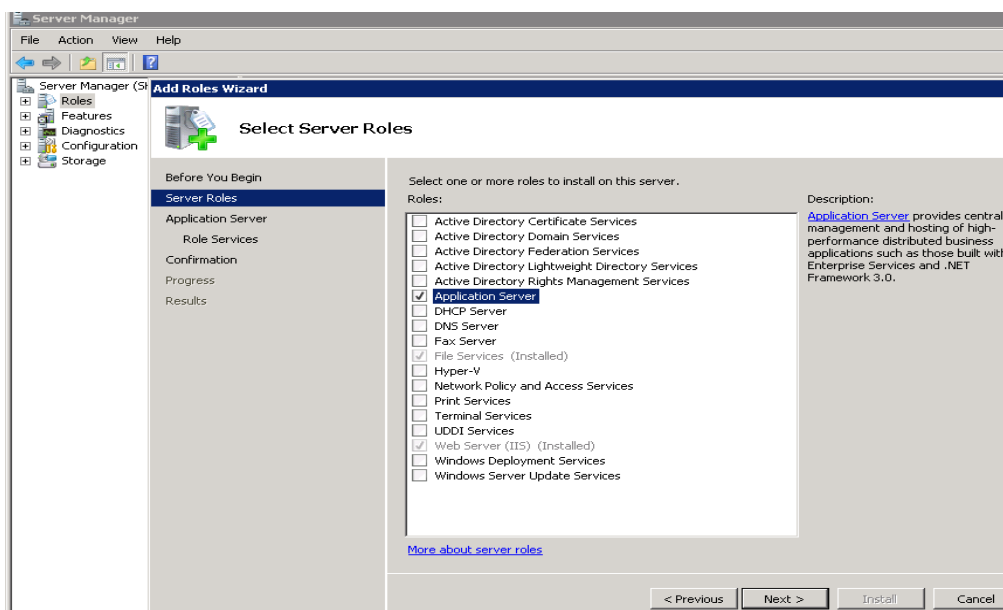 Server Manager
File Action View Help
Server Manager (SH
Roles
Features
Diagnostics
Configuration
Storage
Add Roles Wizard
Select Server Roles
Before You Begin
Server Roles
Application Server
Role Services
Confirmation
Progress
Results
Select one or more roles to install on this server.
Roles:
Active Directory Certificate Services
Active Directory Domain Services
Active Directory Federation Services
Active Directory Lightweight Directory Services
Active Directory Rights Management Services
Application Server
DHCP Server
DNS Server
Fax Server
File Services (Installed)
Hyper-V
Network Policy and Access Services
Print Services
Terminal Services
UDDI Services
Web Server (IIS) (Installed)
Windows Deployment Services
Windows Server Update Services
More about server roles
Description:
Application Server provides central
management and hosting of high-
performance distributed business
applications such as those built with
Enterprise Services and .NET
Framework 3.0.
< Previous Next > Install Cancel